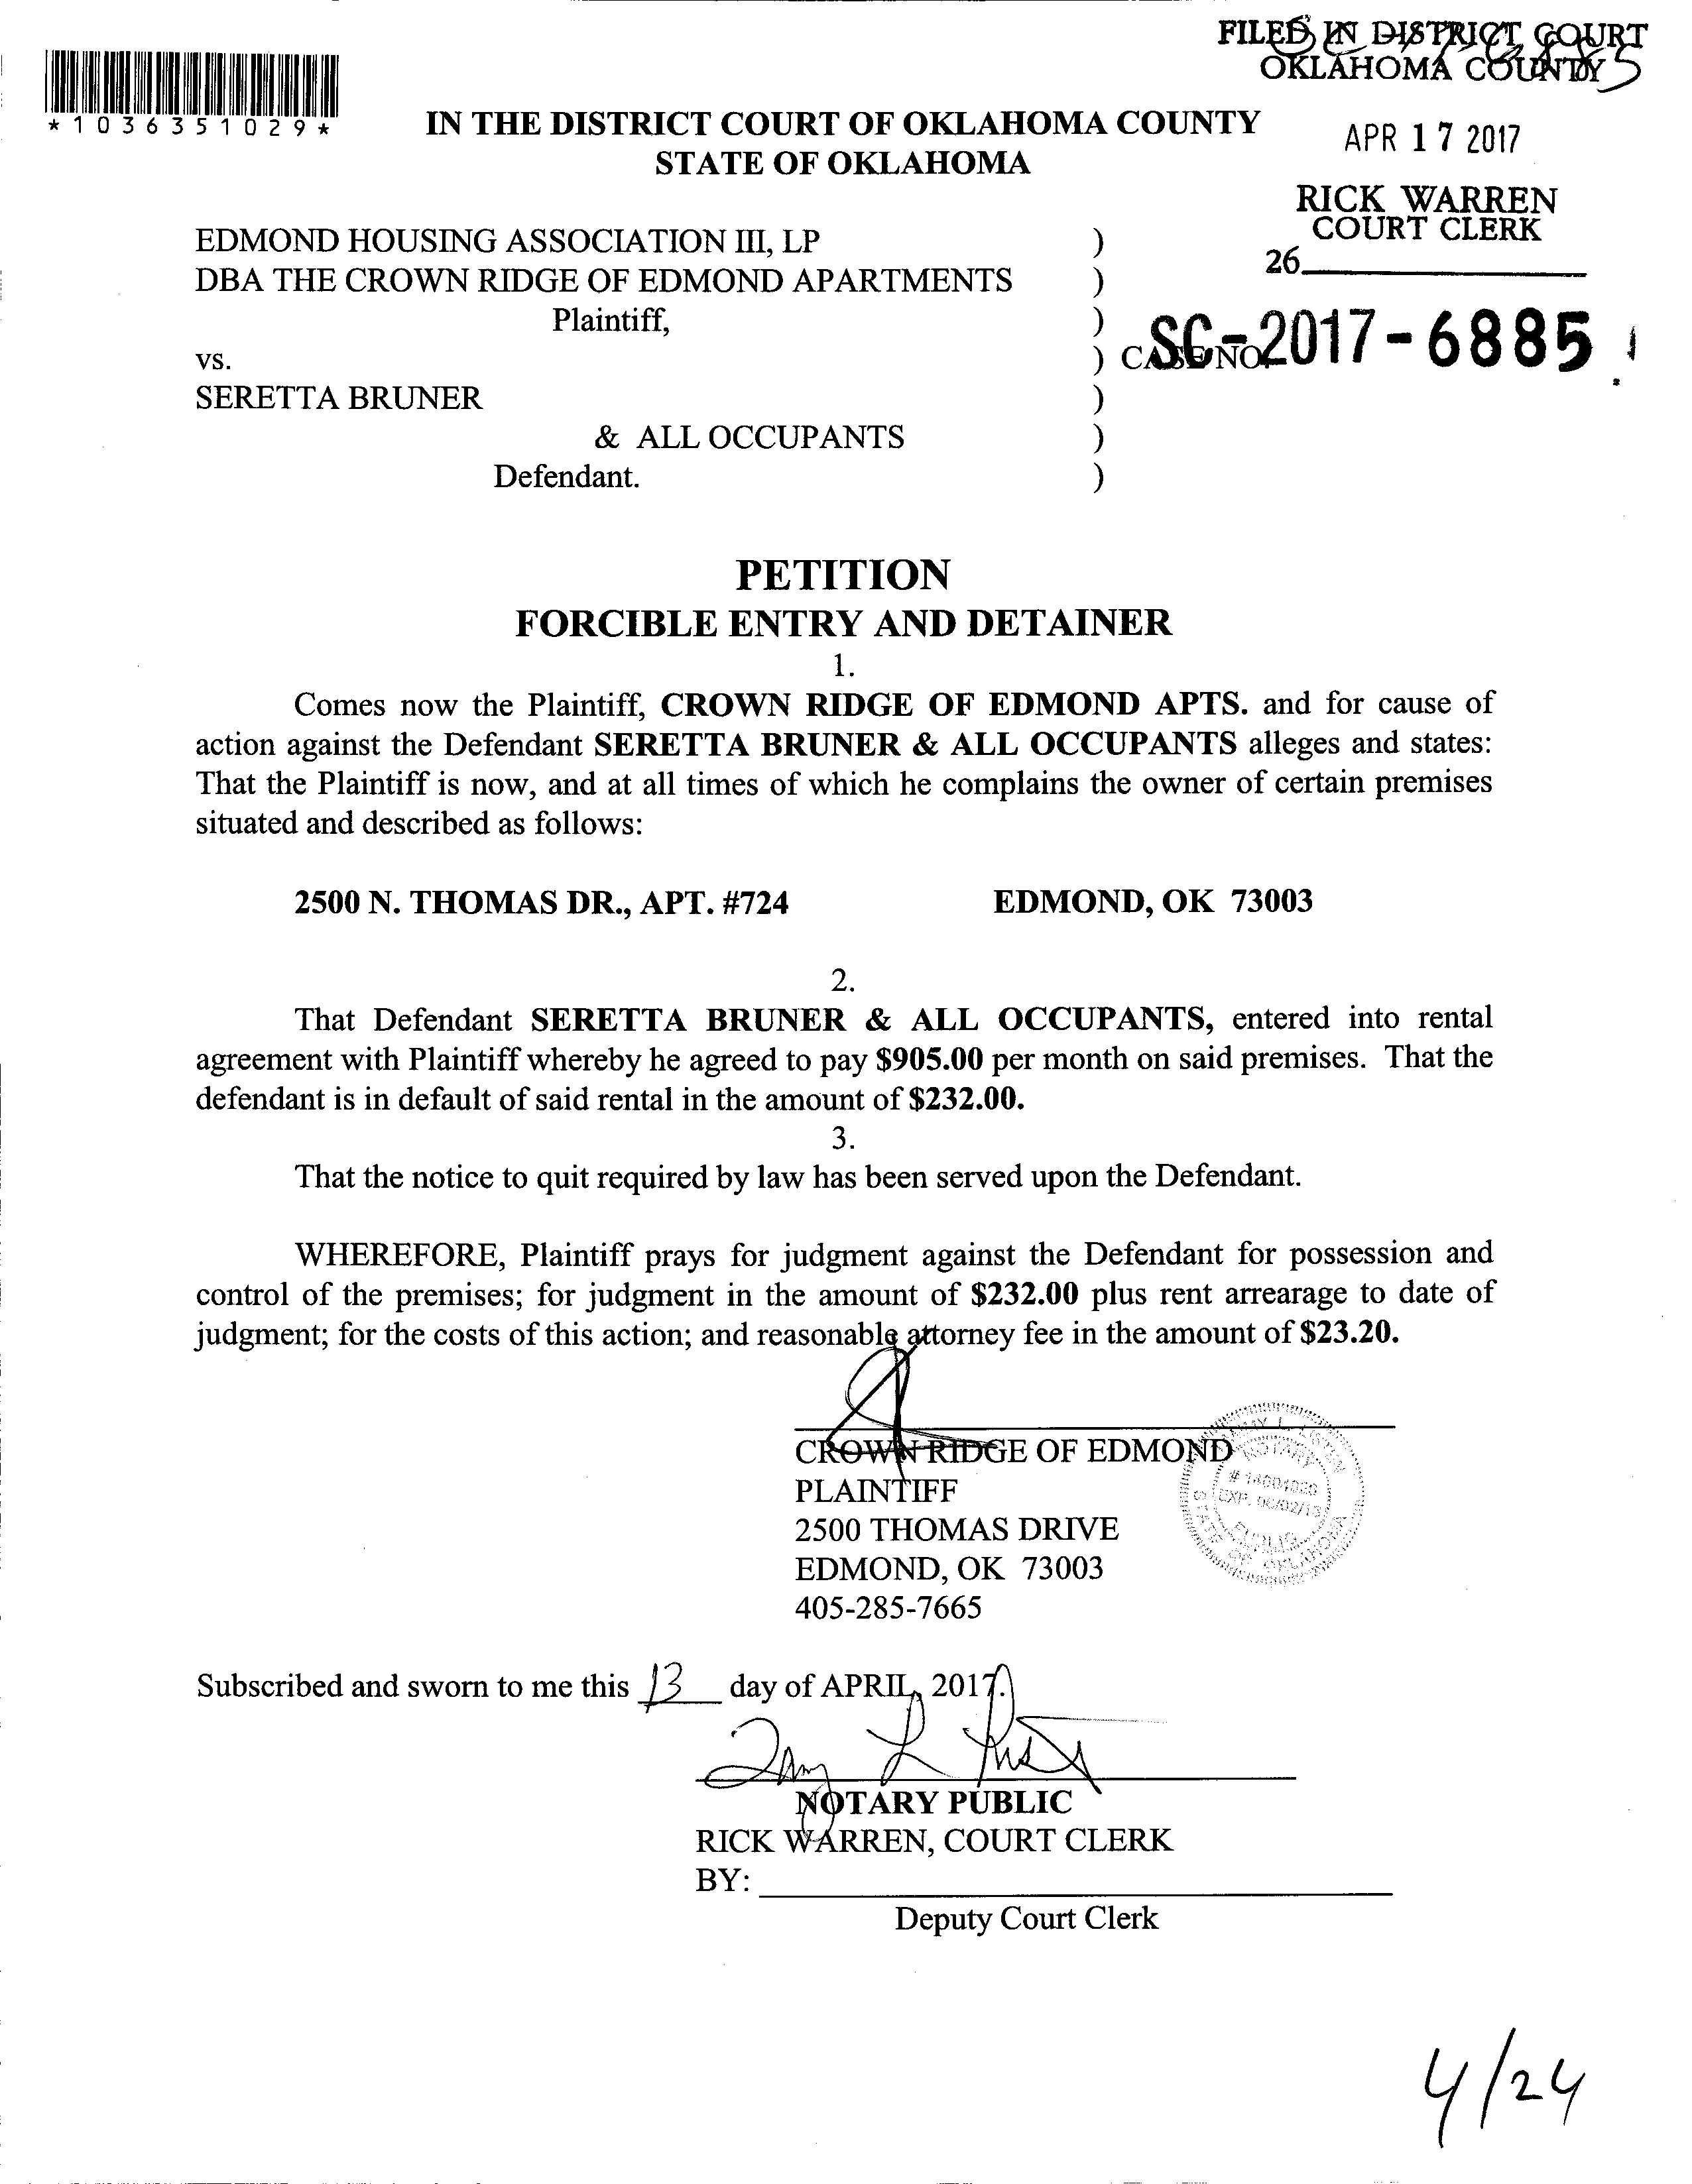 FILED IN DISTRICT COURT
OKLAHOMA COUNTY
*1036351029*
IN THE DISTRICT COURT OF OKLAHOMA COUNTY
STATE OF OKLAHOMA
APR 17 2017
RICK WARREN
COURT CLERK
26
EDMOND HOUSING ASSOCIATION III, LP )
DBA THE CROWN RIDGE OF EDMOND APARTMENTS )
Plaintiff, )
vs. ) CASE NO. SC-2017-6885
SERETTA BRUNER )
& ALL OCCUPANTS )
Defendant. )
PETITION
FORCIBLE ENTRY AND DETAINER
1.
Comes now the Plaintiff, CROWN RIDGE OF EDMOND APTS. and for cause of
action against the Defendant SERETTA BRUNER & ALL OCCUPANTS alleges and states:
That the Plaintiff is now, and at all times of which he complains the owner of certain premises
situated and described as follows:
2500 N. THOMAS DR., APT. #724 EDMOND, OK 73003
2.
That Defendant SERETTA BRUNER & ALL OCCUPANTS, entered into rental
agreement with Plaintiff whereby he agreed to pay $905.00 per month on said premises. That the
defendant is in default of said rental in the amount of $232.00.
3.
That the notice to quit required by law has been served upon the Defendant.
WHEREFORE, Plaintiff prays for judgment against the Defendant for possession and
control of the premises; for judgment in the amount of $232.00 plus rent arrearage to date of
judgment; for the costs of this action; and reasonable attorney fee in the amount of $23.20.
CROWN RIDGE OF EDMOND
PLAINTIFF
2500 THOMAS DRIVE
EDMOND, OK 73003
405-285-7665
NOTARY
PUBLIC
STATE OF OKLAHOMA
Subscribed and sworn to me this 13 day of APRIL, 2017.
NOTARY PUBLIC
RICK WARREN, COURT CLERK
BY:
Deputy Court Clerk
4/24